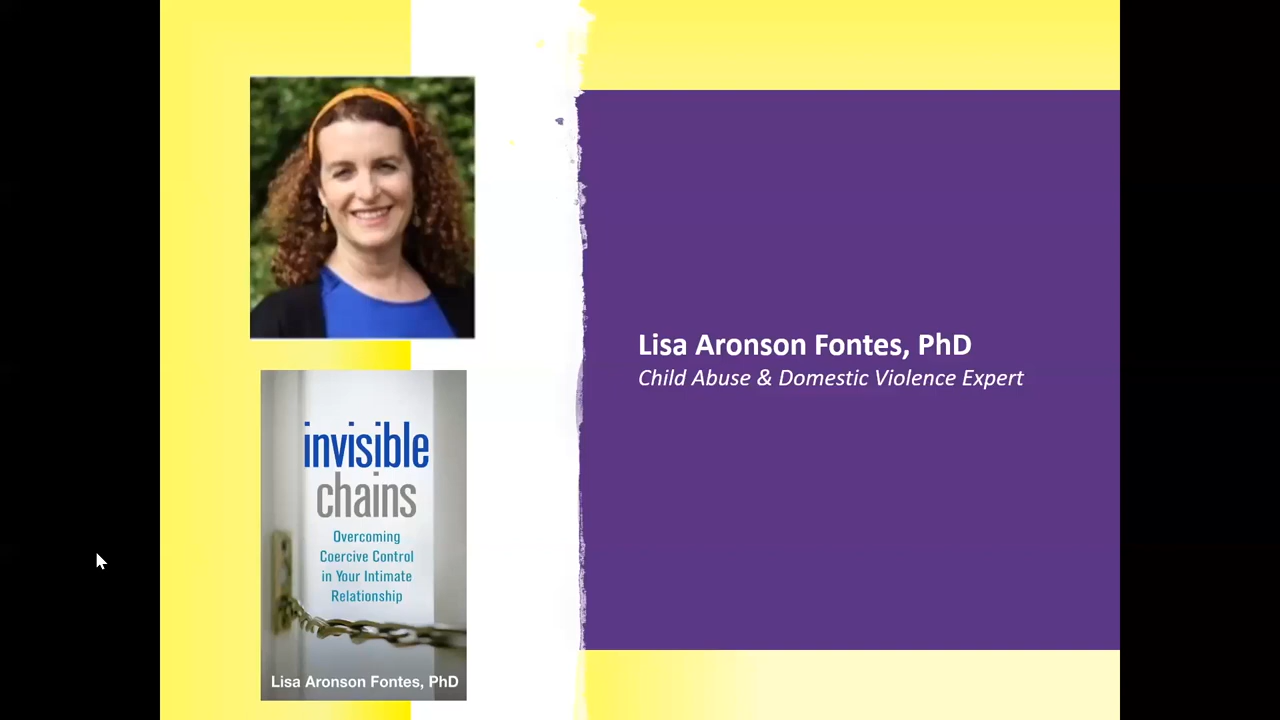 invisible
chains
Overcoming
Coercive Control
in Your Intimate
Relationship
Lisa Aronson Fontes, PhD
Lisa Aronson Fontes, PhD
Child Abuse & Domestic Violence Expert